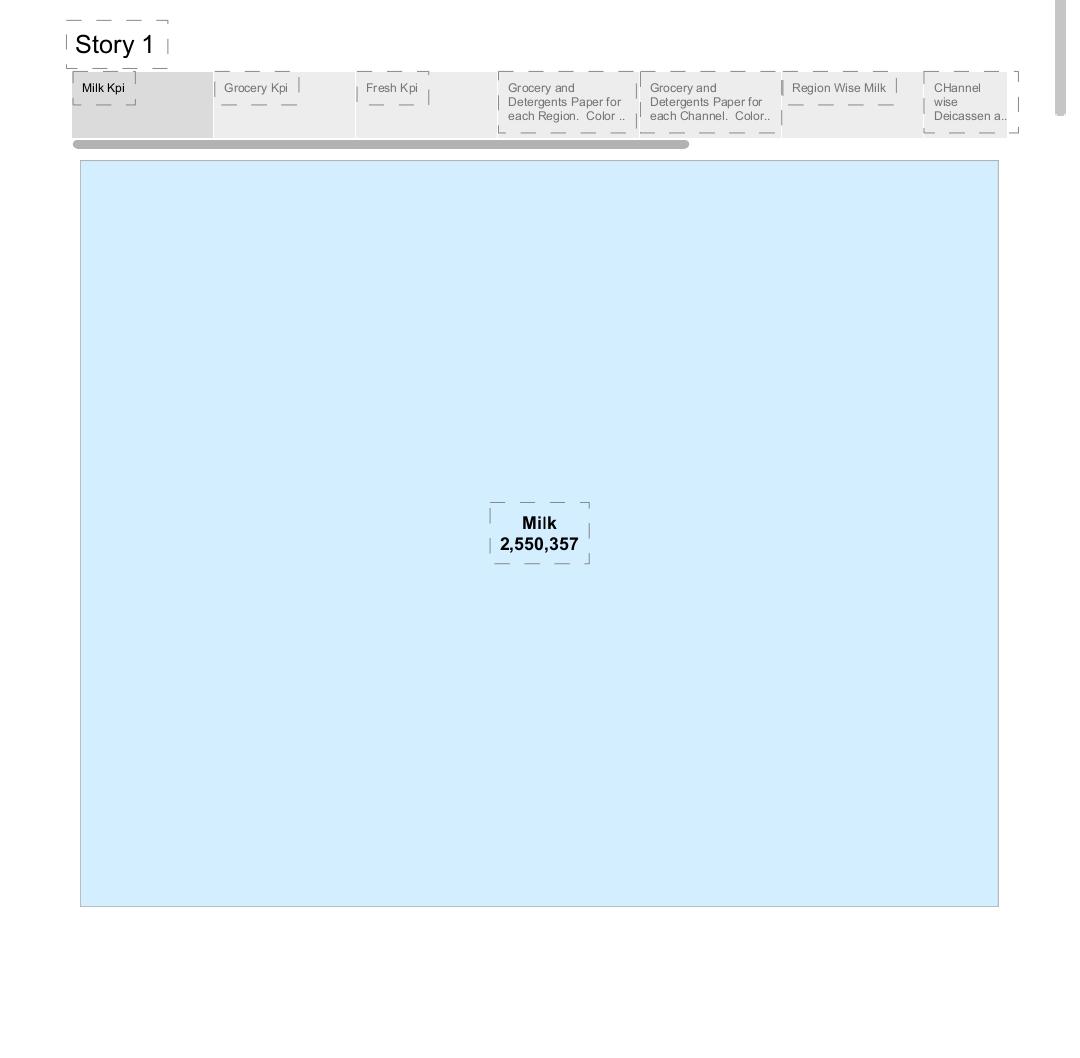 Story 1
Milk Kpi
Grocery Kpi
Fresh Kpi
Grocery and
Detergents Paper for
each Region.  Color ..
Grocery and
Detergents Paper for
each Channel.  Color..
Region Wise Milk
CHannel
wise
Deicassen a..
Milk
2,550,357